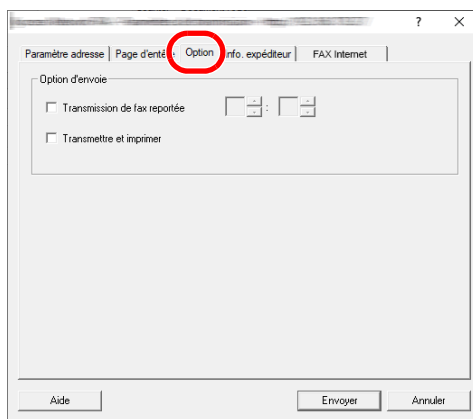 Paramètre adresse Page d'entê Option nfo. expéditeur FAX Internet
Option d'envoie
Transmission de fax reportée :
Transmettre et imprimer
Aide Envoyer Annuler